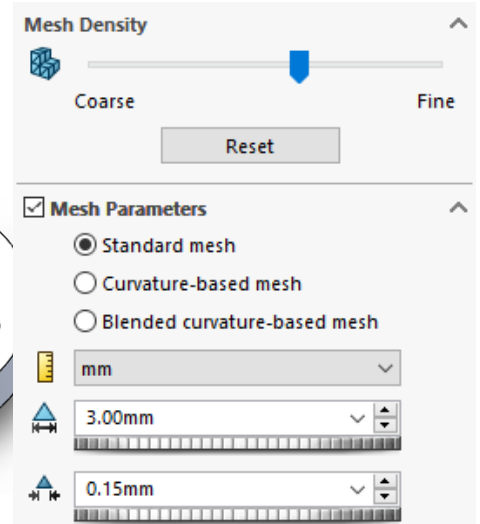 Mesh Density
Coarse Fine
Reset
Mesh Parameters
Standard mesh
Curvature-based mesh
Blended curvature-based mesh
mm
3.00mm
0.15mm